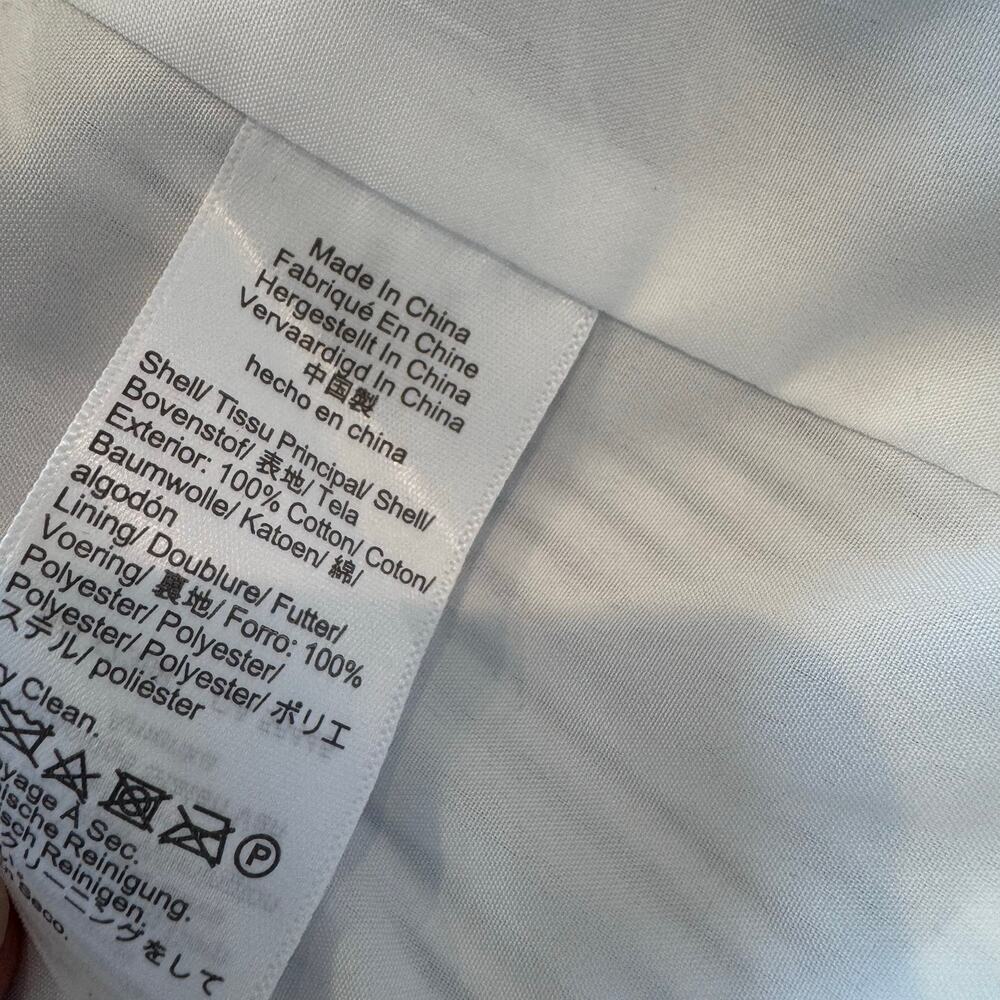 Made In China
Fabriqué En Chine
Hergestellt In China
Vervaardigd In China
中国製
hecho en china
Shell/ Tissu Principal/ Shell/
Bovenstof/ 表地/ Tela
Exterior: 100% Cotton/ Coton/
Baumwolle/ Katoen/ 綿/
algodón
Lining/ Doublure/ Futter/
Voering/ 裏地/ Forro: 100%
Polyester/ Polyester/
Polyester/ Polyester/ ポリエ
ステル/ poliéster
Clean.
P
A Sec.
Reinigung.
Reinigen.
クリーニングをして
Seco.